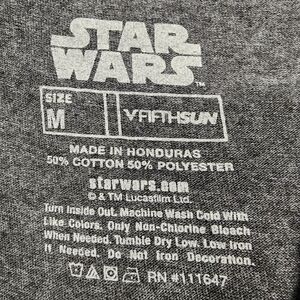 STAR
WARS™
SIZE
M
FIFTHSUN
MADE IN HONDURAS
50% COTTON 50% POLYESTER
starwars.com
© & TM Lucasfilm Ltd.
Turn Inside Out. Machine Wash Cold With
Like Colors. Only Non-Chlorine Bleach
When Needed. Tumble Dry Low. Low Iron
If Needed. Do Not Iron Decoration.
RN #111647